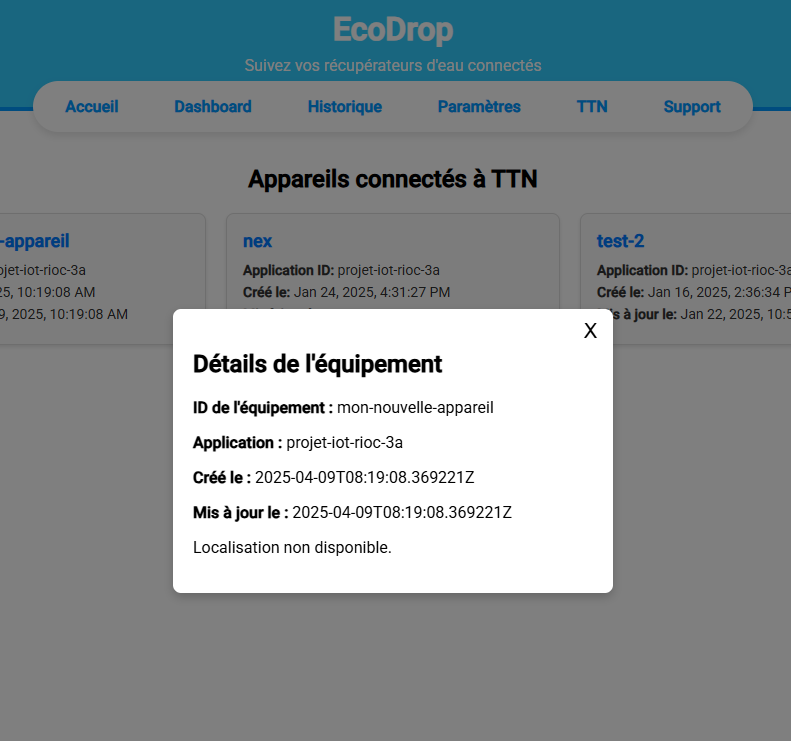 EcoDrop
Suivez vos récupérateurs d'eau connectés
Accueil Dashboard Historique Paramètres TTN Support
Appareils connectés à TTN
-appareil
ojet-iot-rioc-3a
25, 10:19:08 AM
9, 2025, 10:19:08 AM
nex
Application ID: projet-iot-rioc-3a
Créé le: Jan 24, 2025, 4:31:27 PM
test-2
Application ID: projet-iot-rioc-3a
Créé le: Jan 16, 2025, 2:36:34 P
s à jour le: Jan 22, 2025, 10:5
X
Détails de l'équipement
ID de l'équipement : mon-nouvelle-appareil
Application : projet-iot-rioc-3a
Créé le : 2025-04-09T08:19:08.369221Z
Mis à jour le : 2025-04-09T08:19:08.369221Z
Localisation non disponible.